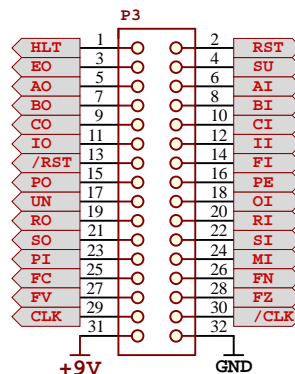 P3
HLT 1 2 RST
EO 3 4 SU
AO 5 6 AI
BO 7 8 BI
CO 9 10 CI
IO 11 12 II
/RST 13 14 FI
PO 15 16 PE
UN 17 18 OI
RO 19 20 RI
SO 21 22 SI
PI 23 24 MI
FC 25 26 FN
FV 27 28 FZ
CLK 29 30 /CLK
31 32
+9V GND